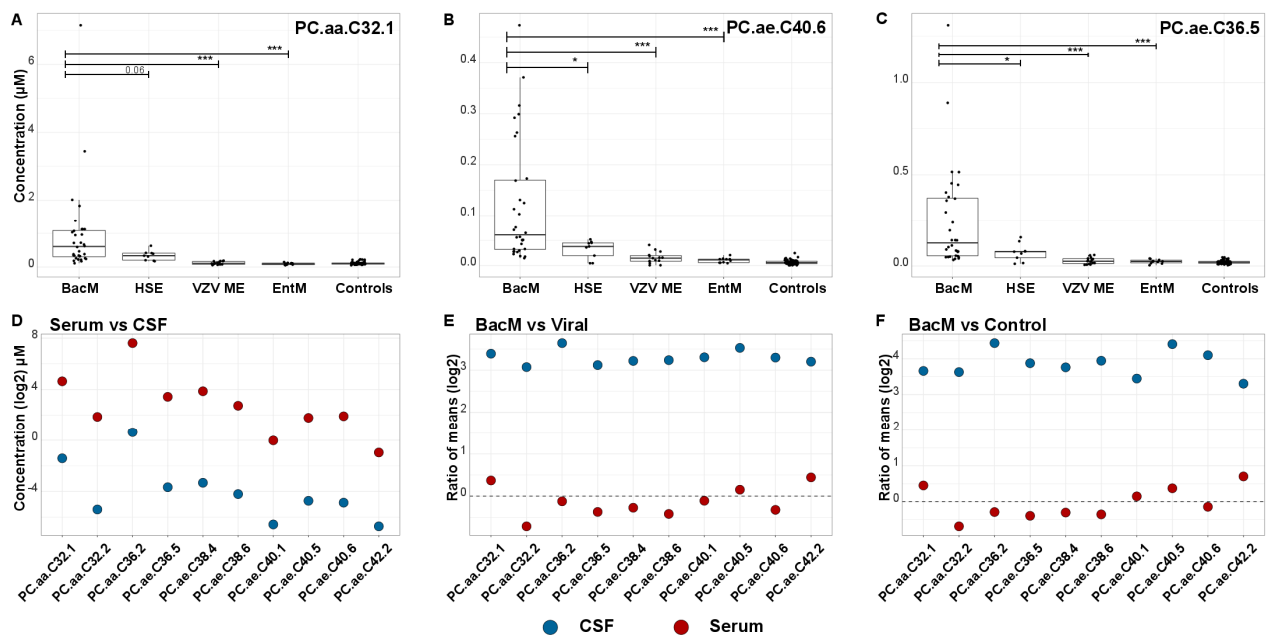 A
PC.aa.C32.1
Concentration (µM)
6
4
2
0
***
***
0.06
BacM HSE VZV ME EntM Controls
B
PC.ae.C40.6
0.4
0.3
0.2
0.1
0.0
***
***
*
BacM HSE VZV ME EntM Controls
C
PC.ae.C36.5
1.0
0.5
0.0
***
***
*
BacM HSE VZV ME EntM Controls
D
Serum vs CSF
Concentration (log2) µM
8
4
0
-4
PC.aa.C32.1 PC.aa.C32.2 PC.aa.C36.2 PC.ae.C36.5 PC.ae.C38.4 PC.ae.C38.6 PC.ae.C40.1 PC.ae.C40.5 PC.ae.C40.6 PC.ae.C42.2
E
BacM vs Viral
Ratio of means (log2)
3
2
1
0
PC.aa.C32.1 PC.aa.C32.2 PC.aa.C36.2 PC.ae.C36.5 PC.ae.C38.4 PC.ae.C38.6 PC.ae.C40.1 PC.ae.C40.5 PC.ae.C40.6 PC.ae.C42.2
F
BacM vs Control
Ratio of means (log2)
4
3
2
1
0
PC.aa.C32.1 PC.aa.C32.2 PC.aa.C36.2 PC.ae.C36.5 PC.ae.C38.4 PC.ae.C38.6 PC.ae.C40.1 PC.ae.C40.5 PC.ae.C40.6 PC.ae.C42.2
CSF Serum